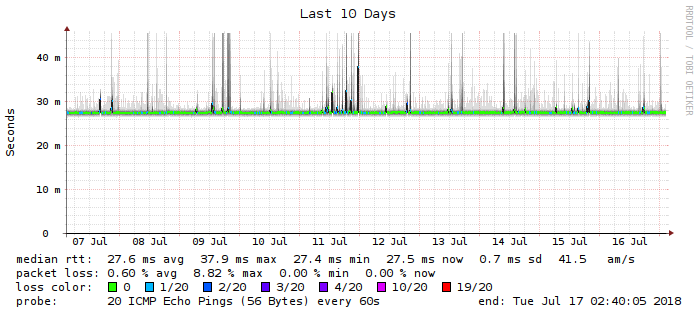 Last 10 Days
RRDTOOL / TOBI OETIKER
Seconds
40 m
30 m
20 m
10 m
0
07 Jul 08 Jul 09 Jul 10 Jul 11 Jul 12 Jul 13 Jul 14 Jul 15 Jul 16 Jul
median rtt: 27.6 ms avg 37.9 ms max 27.4 ms min 27.5 ms now 0.7 ms sd 41.5 am/s
packet loss: 0.60 % avg 8.82 % max 0.00 % min 0.00 % now
loss color: 0 1/20 2/20 3/20 4/20 10/20 19/20
probe: 20 ICMP Echo Pings (56 Bytes) every 60s end: Tue Jul 17 02:40:05 2018